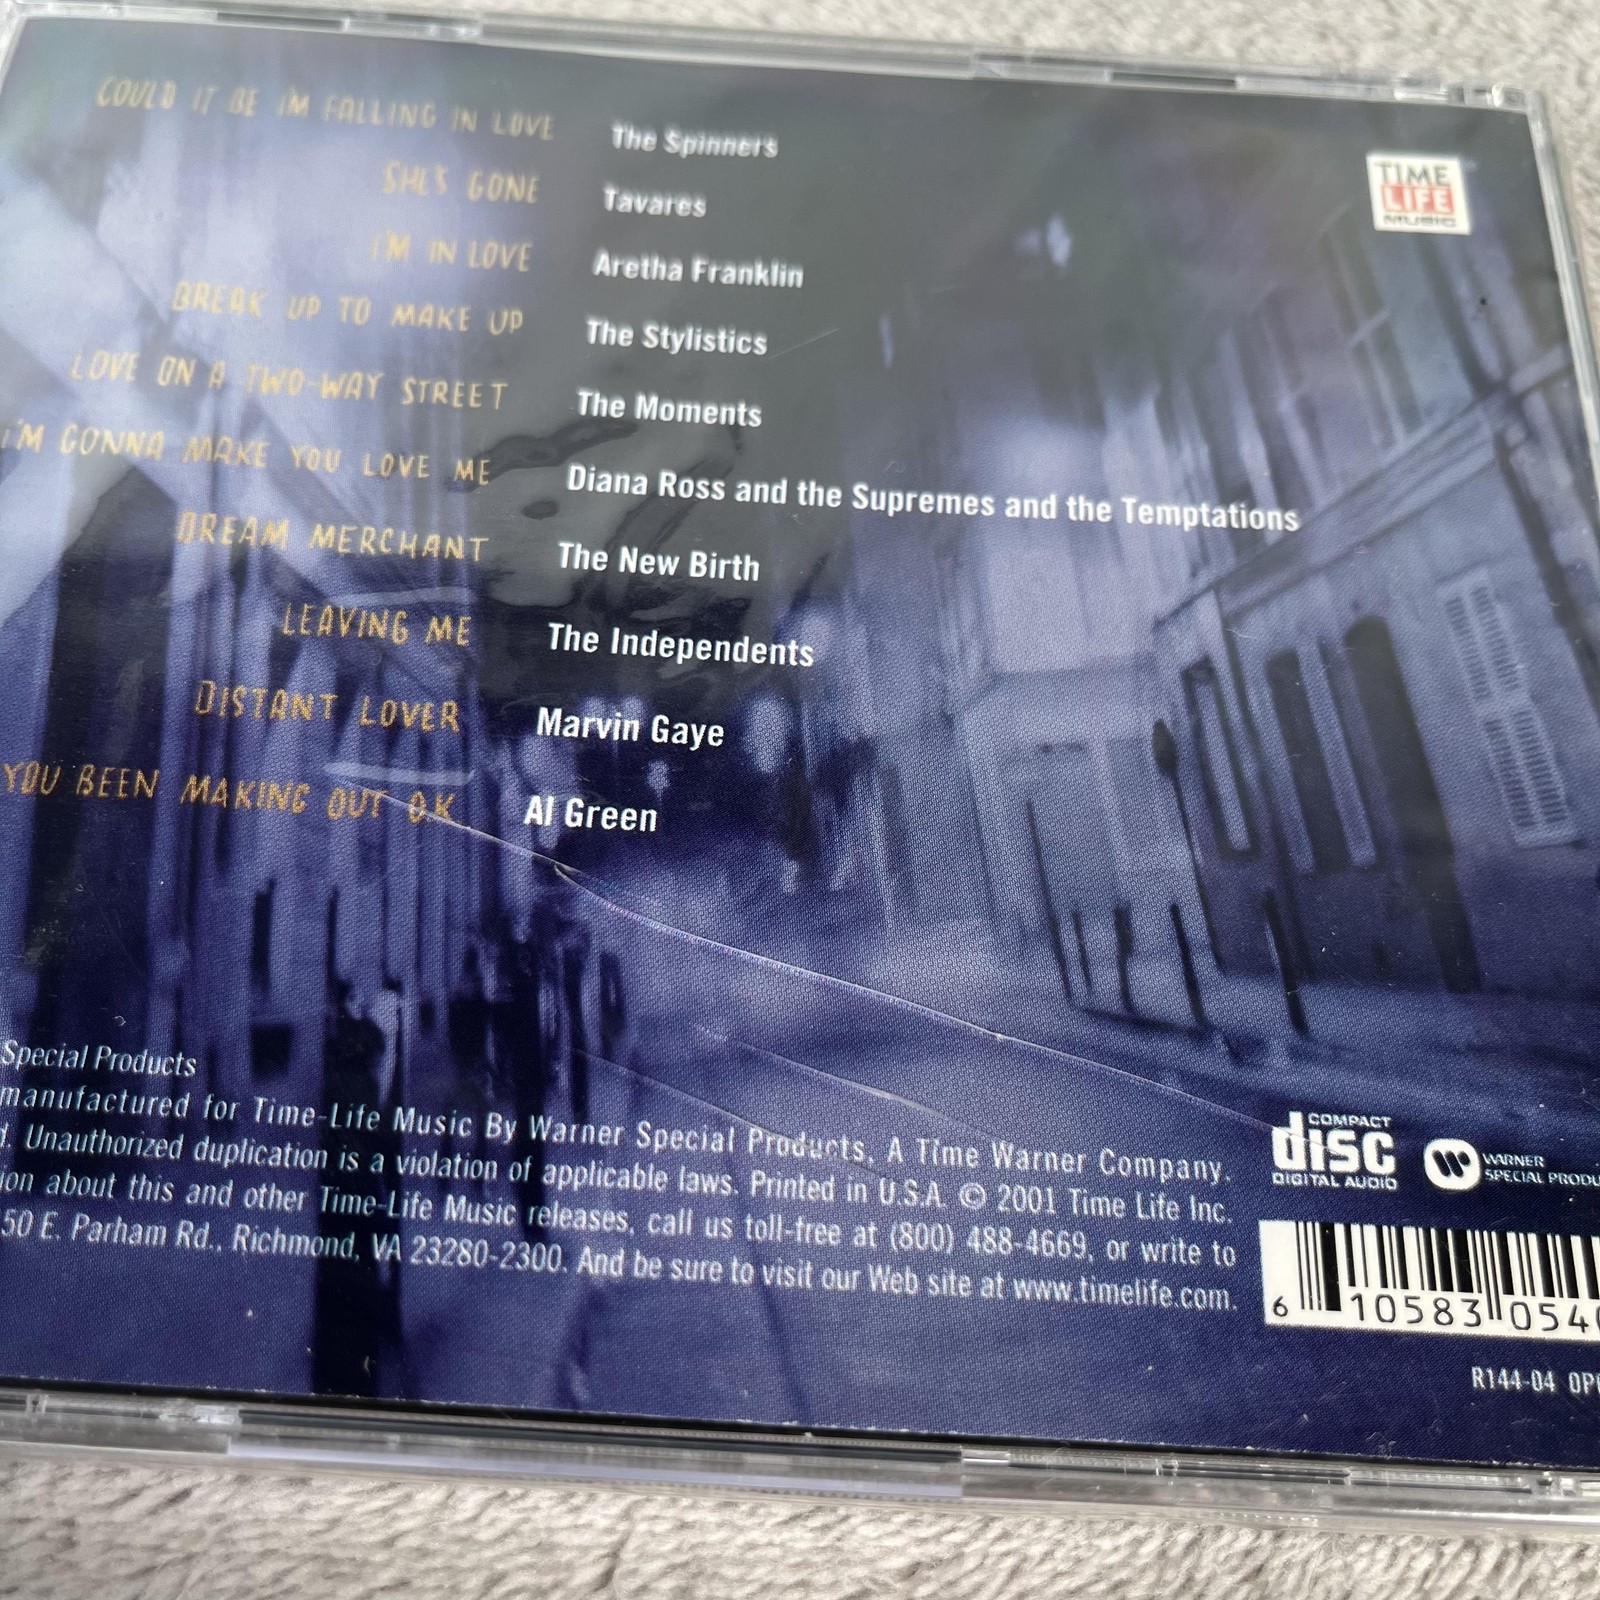 COULD IT BE I'M FALLING IN LOVE The Spinners
SHE'S GONE Tavares
I'M IN LOVE Aretha Franklin
BREAK UP TO MAKE UP The Stylistics
LOVE ON A TWO-WAY STREET The Moments
I'M GONNA MAKE YOU LOVE ME Diana Ross and the Supremes and the Temptations
DREAM MERCHANT The New Birth
LEAVING ME The Independents
DISTANT LOVER Marvin Gaye
YOU BEEN MAKING OUT O.K. Al Green
TIME
LIFE
MUSIC
Special Products
manufactured for Time-Life Music By Warner Special Products, A Time Warner Company.
Unauthorized duplication is a violation of applicable laws. Printed in U.S.A. © 2001 Time Life Inc.
about this and other Time-Life Music releases, call us toll-free at (800) 488-4669, or write to
50 E. Parham Rd., Richmond, VA 23280-2300. And be sure to visit our Web site at www.timelife.com.
COMPACT
disc
DIGITAL AUDIO
WARNER
SPECIAL PRODU
6 10583 054
R144-04 OP